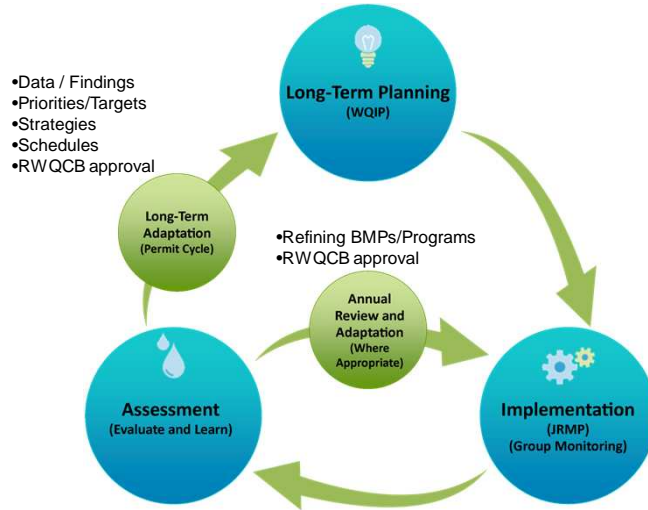 •Data / Findings
•Priorities/Targets
•Strategies
•Schedules
•RWQCB approval
Long-Term Planning
(WQIP)
Long-Term
Adaptation
(Permit Cycle)
•Refining BMPs/Programs
•RWQCB approval
Annual
Review and
Adaptation
(Where
Appropriate)
Assessment
(Evaluate and Learn)
Implementation
(JRMP)
(Group Monitoring)